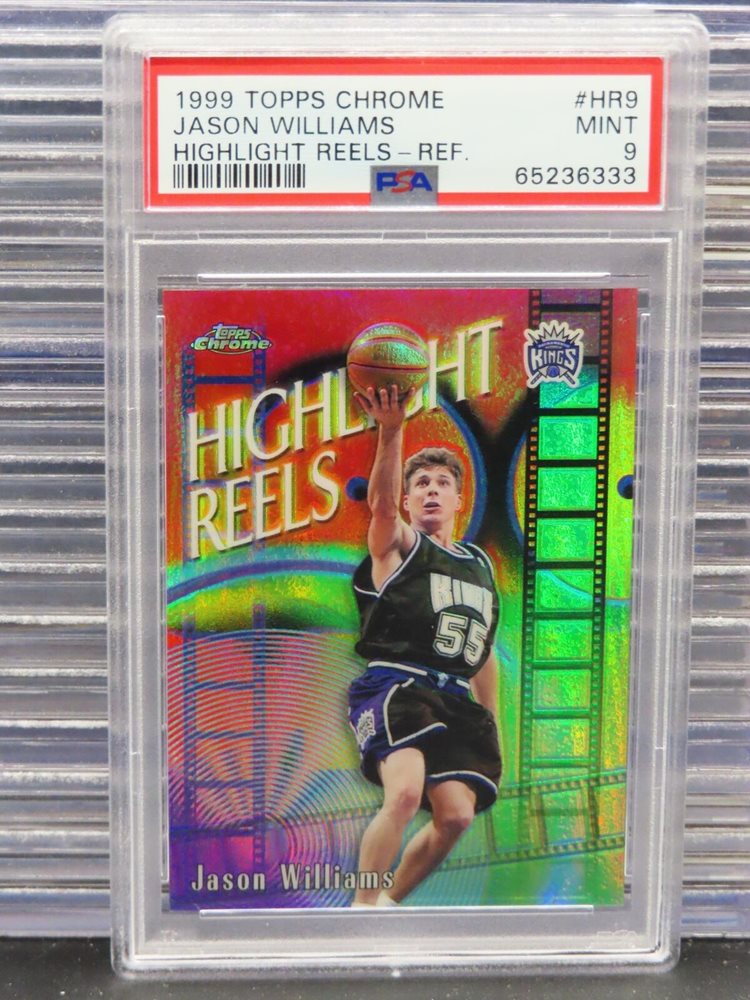 1999 TOPPS CHROME #HR9
JASON WILLIAMS MINT
HIGHLIGHT REELS - REF. 9
PSA 65236333
Topps
Chrome
KINGS
HIGHLIGHT
REELS
KINGS
55
Jason Williams